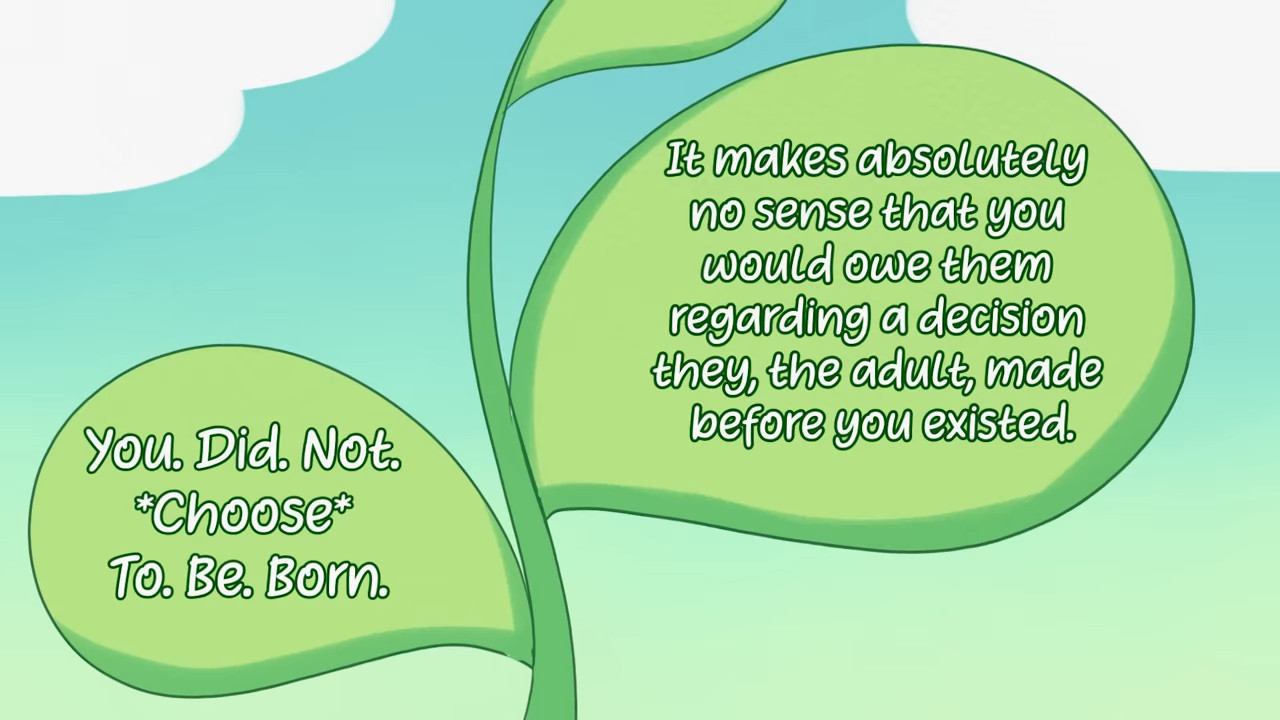 You. Did. Not.
*Choose*
To. Be. Born.
It makes absolutely
no sense that you
would owe them
regarding a decision
they, the adult, made
before you existed.